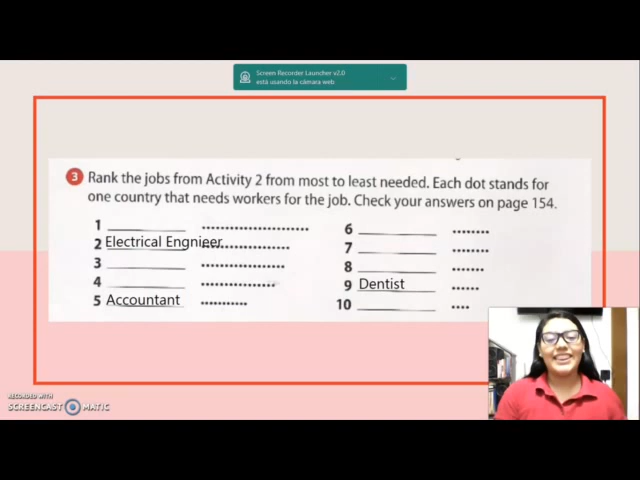 Screen Recorder Launcher v2.0
está usando la cámara web
3 Rank the jobs from Activity 2 from most to least needed. Each dot stands for
one country that needs workers for the job. Check your answers on page 154.
1
2 Electrical Engnieer
3
4
5 Accountant
6
7
8
9 Dentist
10
RECORDED WITH
SCREENCAST MATIC